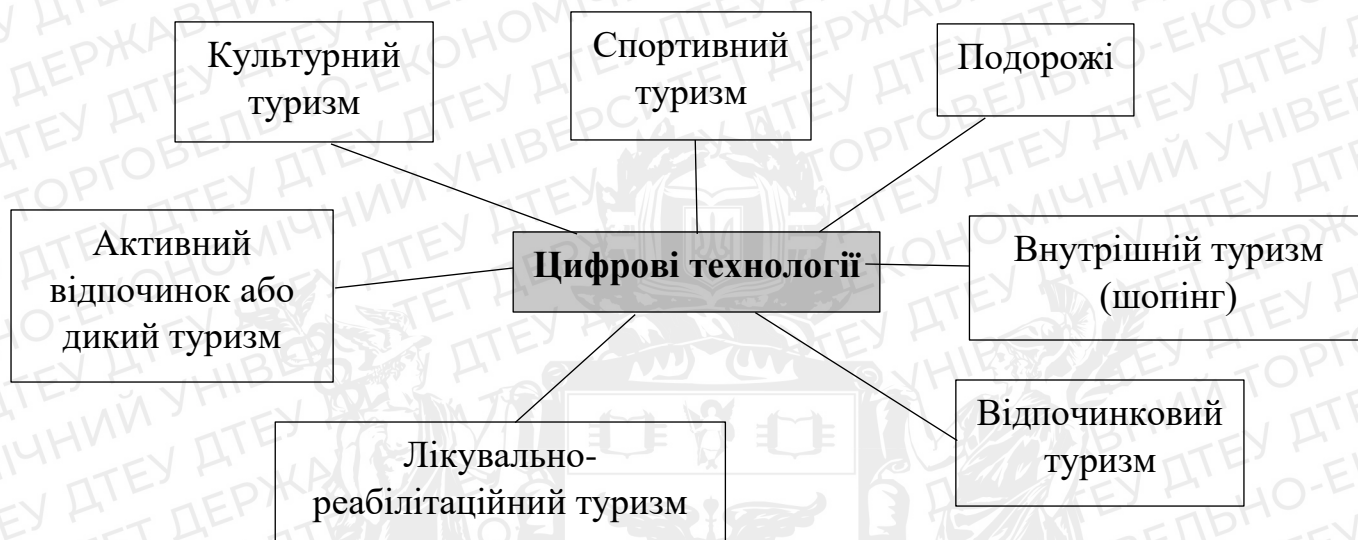 Культурний
туризм
Спортивний
туризм
Подорожі
Активний
відпочинок або
дикий туризм
Цифрові технології
Внутрішній туризм
(шопінг)
Лікувально-
реабілітаційний туризм
Відпочинковий
туризм